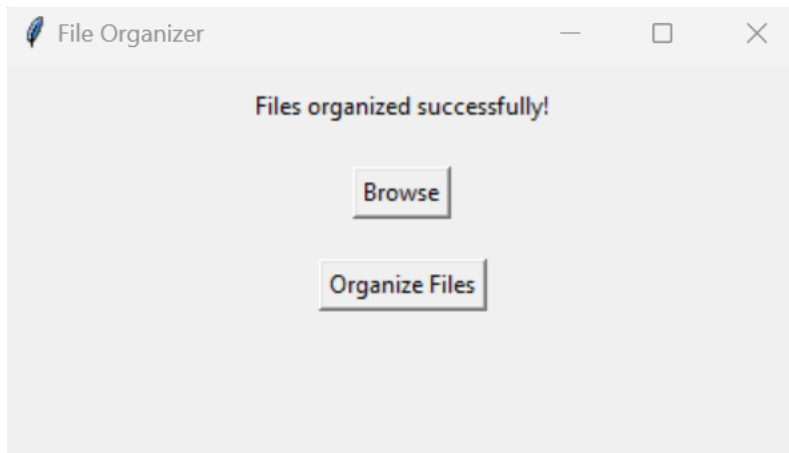 File Organizer
Files organized successfully!
Browse
Organize Files